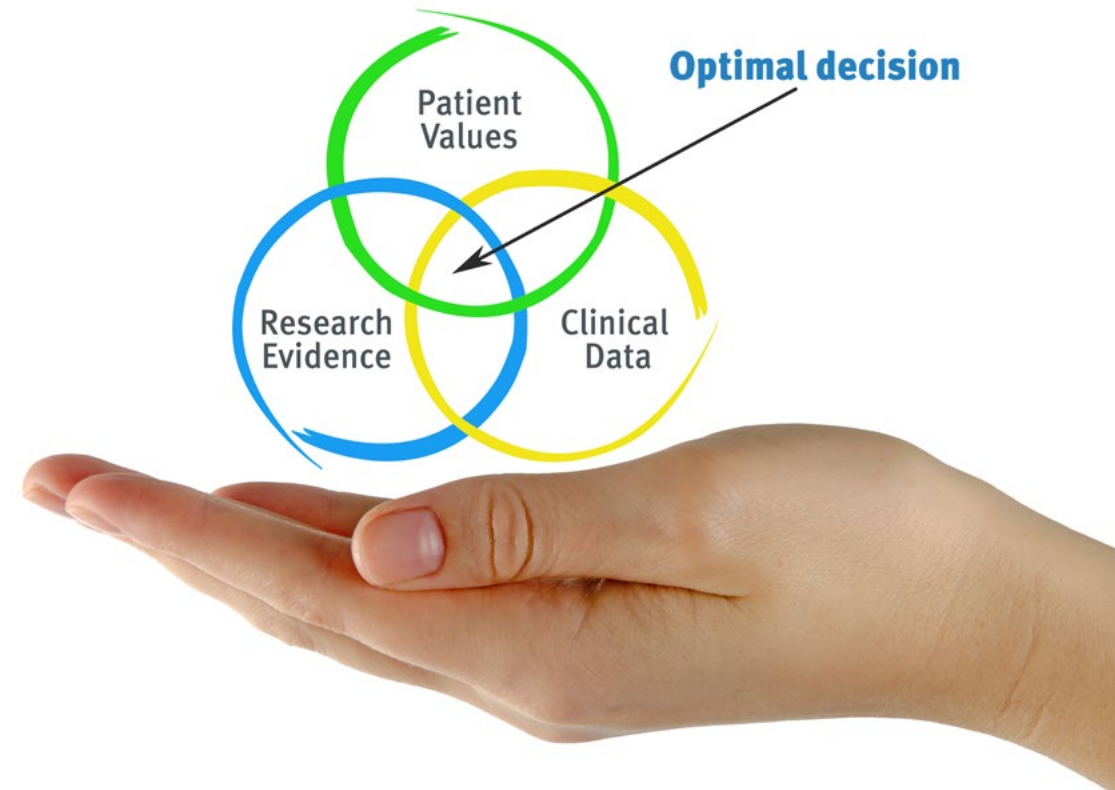 Optimal decision
Patient
Values
Research
Evidence
Clinical
Data